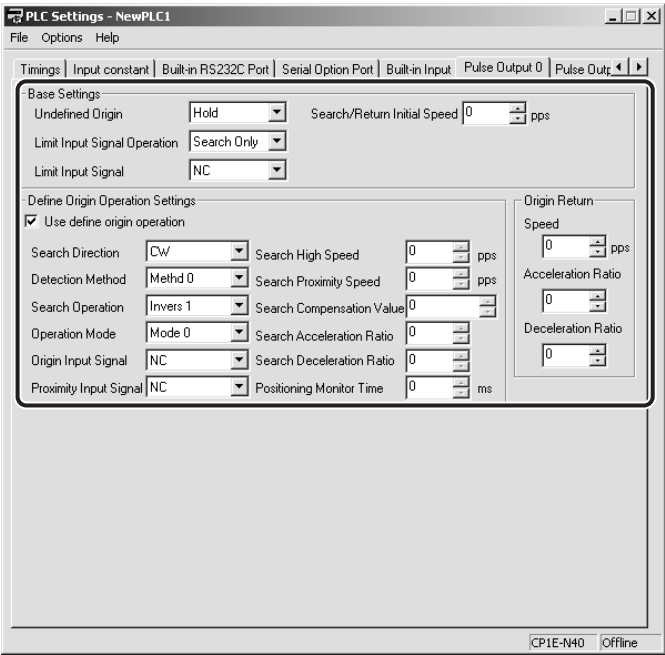 PLC Settings - NewPLC1
File Options Help
Timings Input constant Built-in RS232C Port Serial Option Port Built-in Input Pulse Output 0 Pulse Outp
Base Settings
Undefined Origin Hold Search/Return Initial Speed 0 pps
Limit Input Signal Operation Search Only
Limit Input Signal NC
Define Origin Operation Settings Origin Return
Use define origin operation Speed
0 pps
Search Direction CW Search High Speed 0 pps
Detection Method Methd 0 Search Proximity Speed 0 pps Acceleration Ratio
Search Operation Invers 1 Search Compensation Value 0 0
Operation Mode Mode 0 Search Acceleration Ratio 0 Deceleration Ratio
Origin Input Signal NC Search Deceleration Ratio 0 0
Proximity Input Signal NC Positioning Monitor Time 0 ms
CP1E-N40 Offline